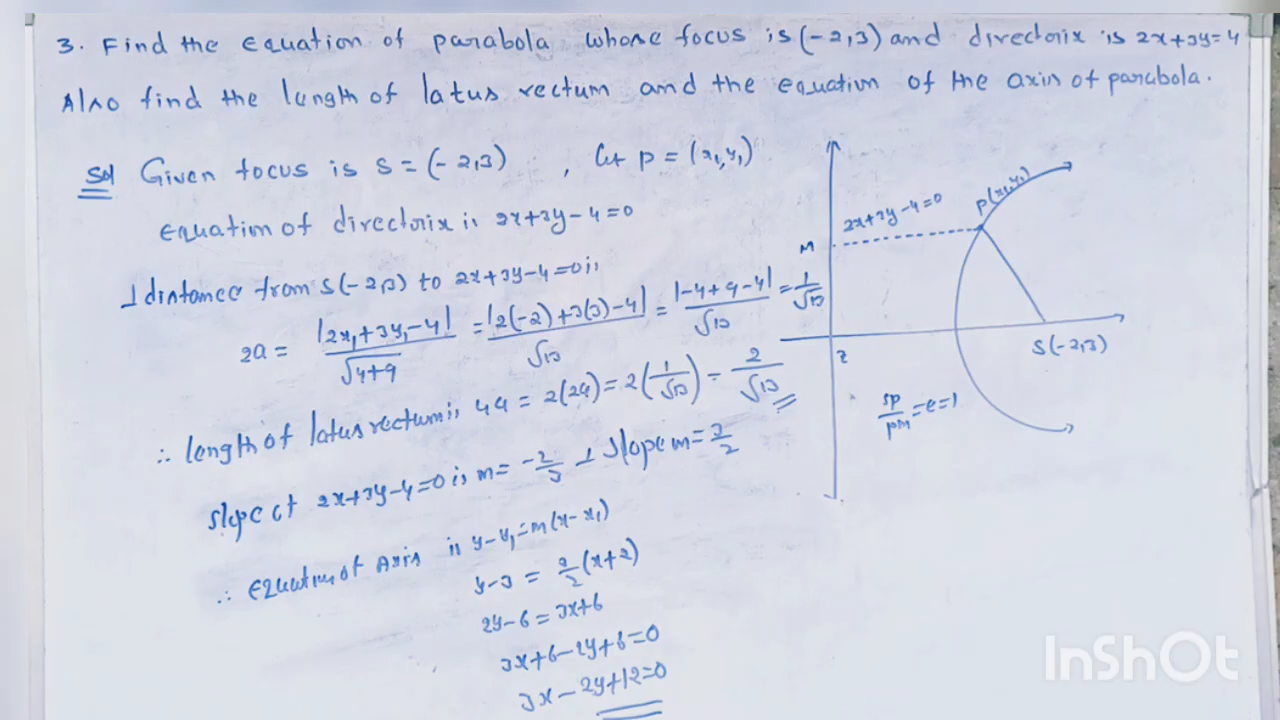 3. Find the equation of parabola whose focus is (-2,3) and directrix is 2x+3y=4
Also find the length of latus rectum and the equation of the axis of parabola.
Sol Given focus is S = (-2,3) , let P = (x₁,y₁)
equation of directrix is 2x+3y-4=0
⊥ distance from S(-2,3) to 2x+3y-4=0 is
2a = |2x₁+3y₁-4| / √4+9 = |2(-2)+3(3)-4| / √13 = |-4+9-4| / √13 = 1/√13
∴ length of latus rectum is 4a = 2(2a) = 2(1/√13) = 2/√13
slope of 2x+3y-4=0 is m = -2/3 ⊥ slope m = 3/2
∴ Equation of Axis is y-y₁=m(x-x₁)
y-3 = 3/2 (x+2)
2y-6 = 3x+6
3x+6-2y+6=0
3x-2y+12=0
2x+3y-4=0
P(x₁,y₁)
M
Z
S(-2,3)
SP/PM = e = 1
InShOt